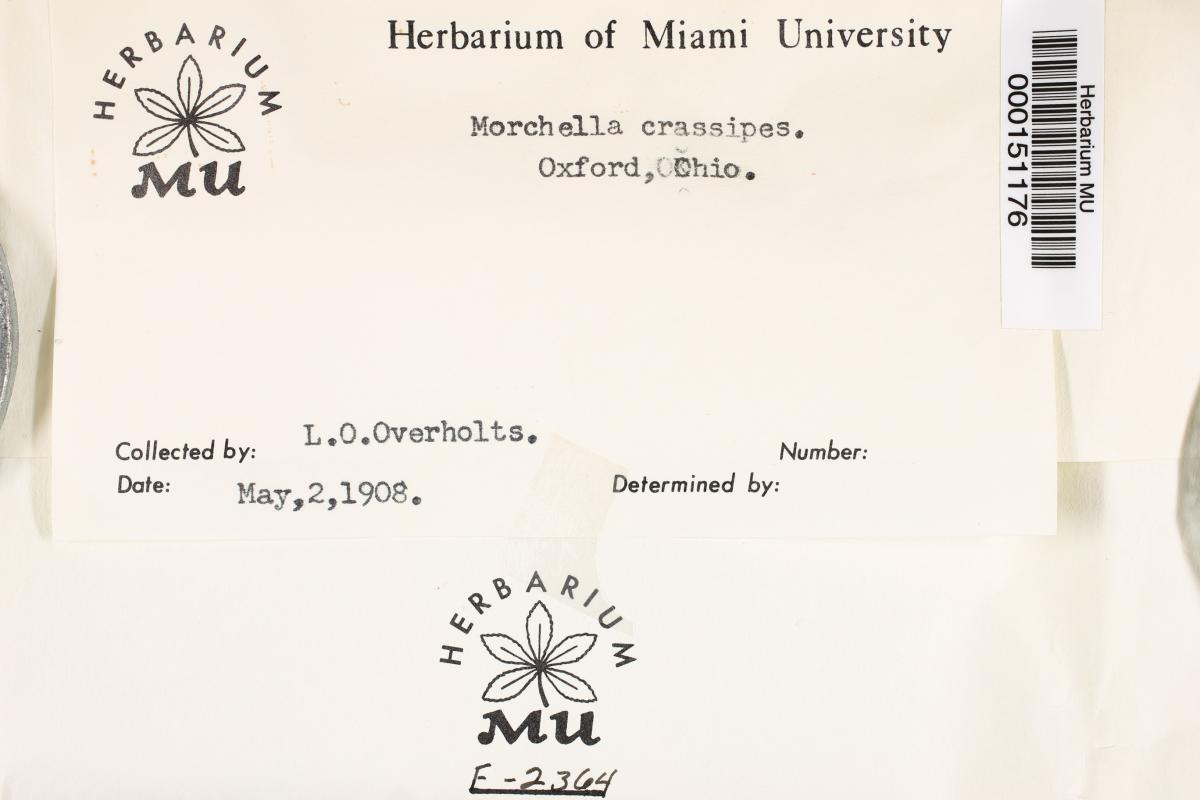 HERBARIUM
MU
Herbarium of Miami University
Morchella crassipes.
Oxford, Ohio.
Herbarium MU
000151176
Collected by: L.O.Overholts.
Number:
Date: May,2,1908.
Determined by:
HERBARIUM
MU
F-2364